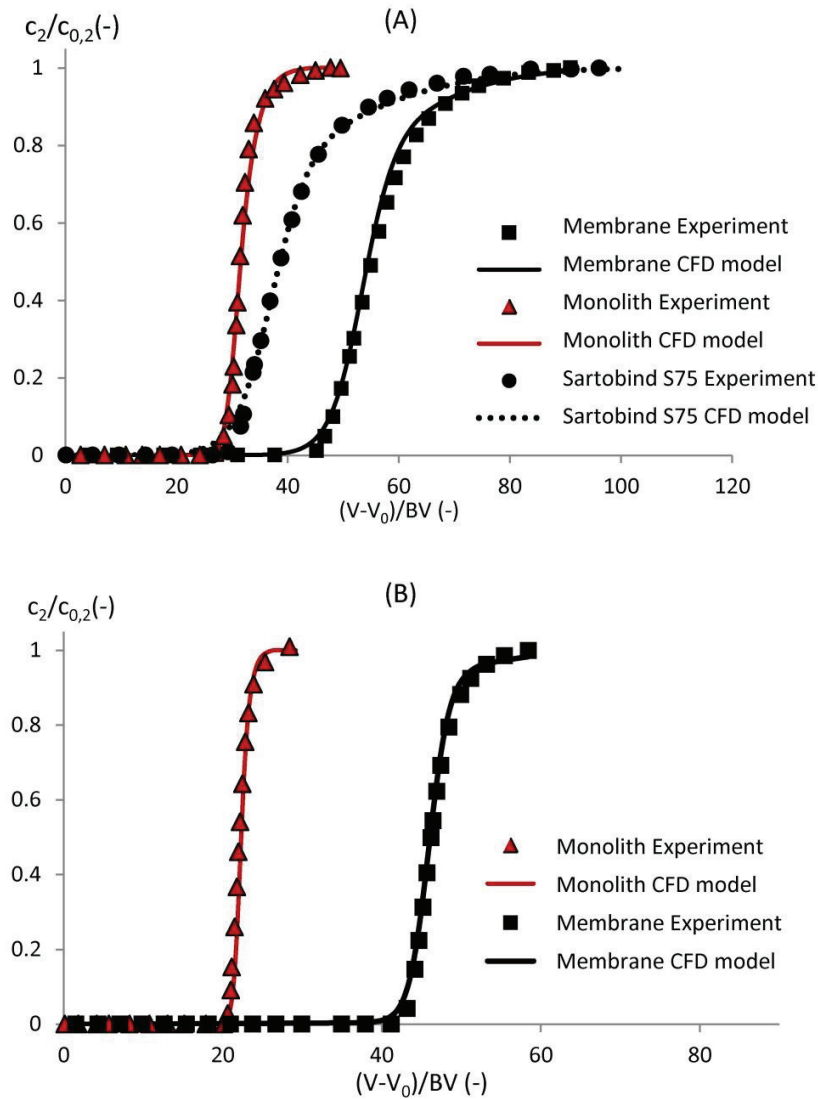 (A)
c₂/c₀,₂(-)
1
0.8
0.6
0.4
0.2
0
0 20 40 60 80 100 120
(V-V₀)/BV (-)
Membrane Experiment
Membrane CFD model
Monolith Experiment
Monolith CFD model
Sartobind S75 Experiment
Sartobind S75 CFD model
(B)
c₂/c₀,₂(-)
1
0.8
0.6
0.4
0.2
0
0 20 40 60 80
(V-V₀)/BV (-)
Monolith Experiment
Monolith CFD model
Membrane Experiment
Membrane CFD model